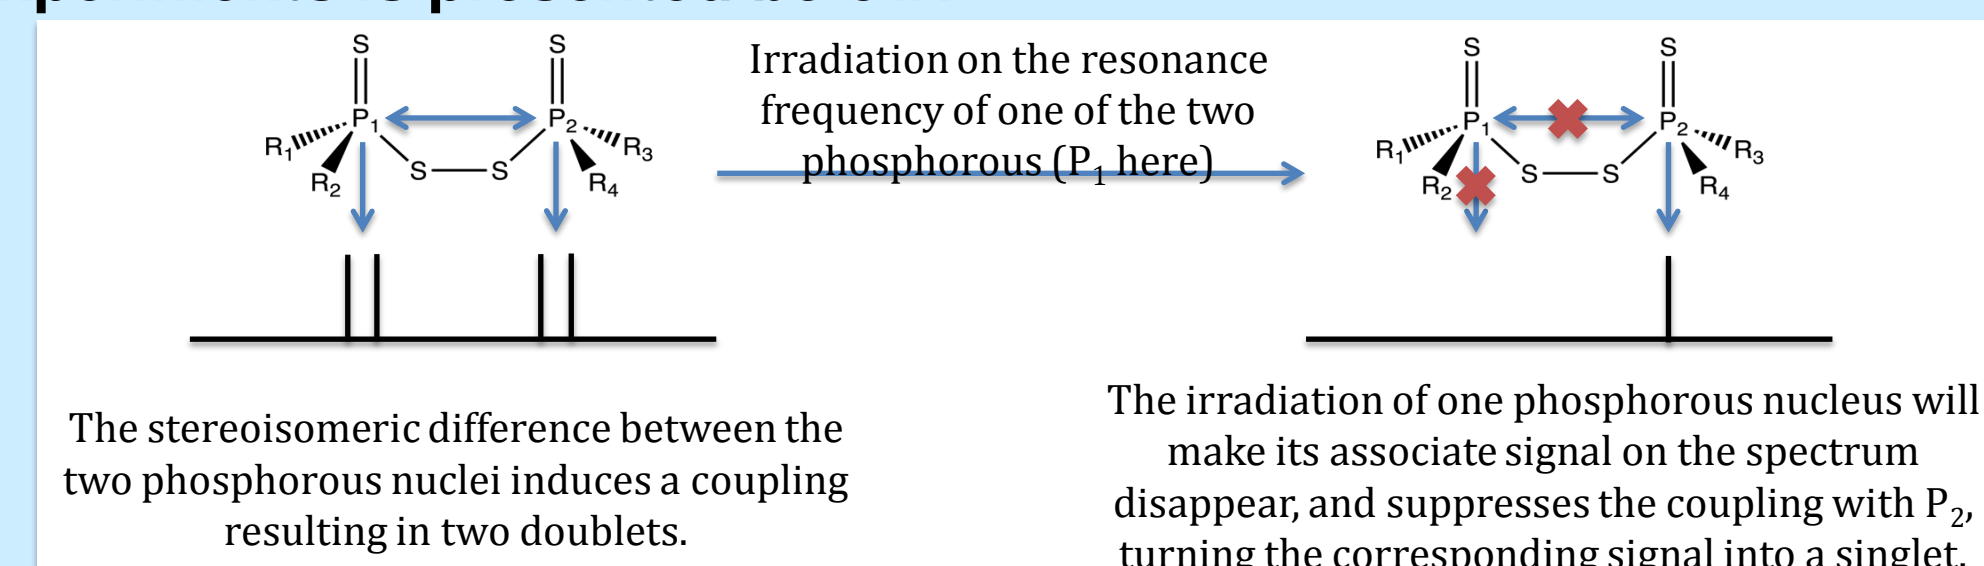 S
S
P1
P2
R1
R2
S
S
R3
R4
Irradiation on the resonance
frequency of one of the two
phosphorous (P1 here)
S
S
P1
P2
R1
R2
S
S
R3
R4
The stereoisomeric difference between the
two phosphorous nuclei induces a coupling
resulting in two doublets.
The irradiation of one phosphorous nucleus will
make its associate signal on the spectrum
disappear, and suppresses the coupling with P2,
turning the corresponding signal into a singlet.